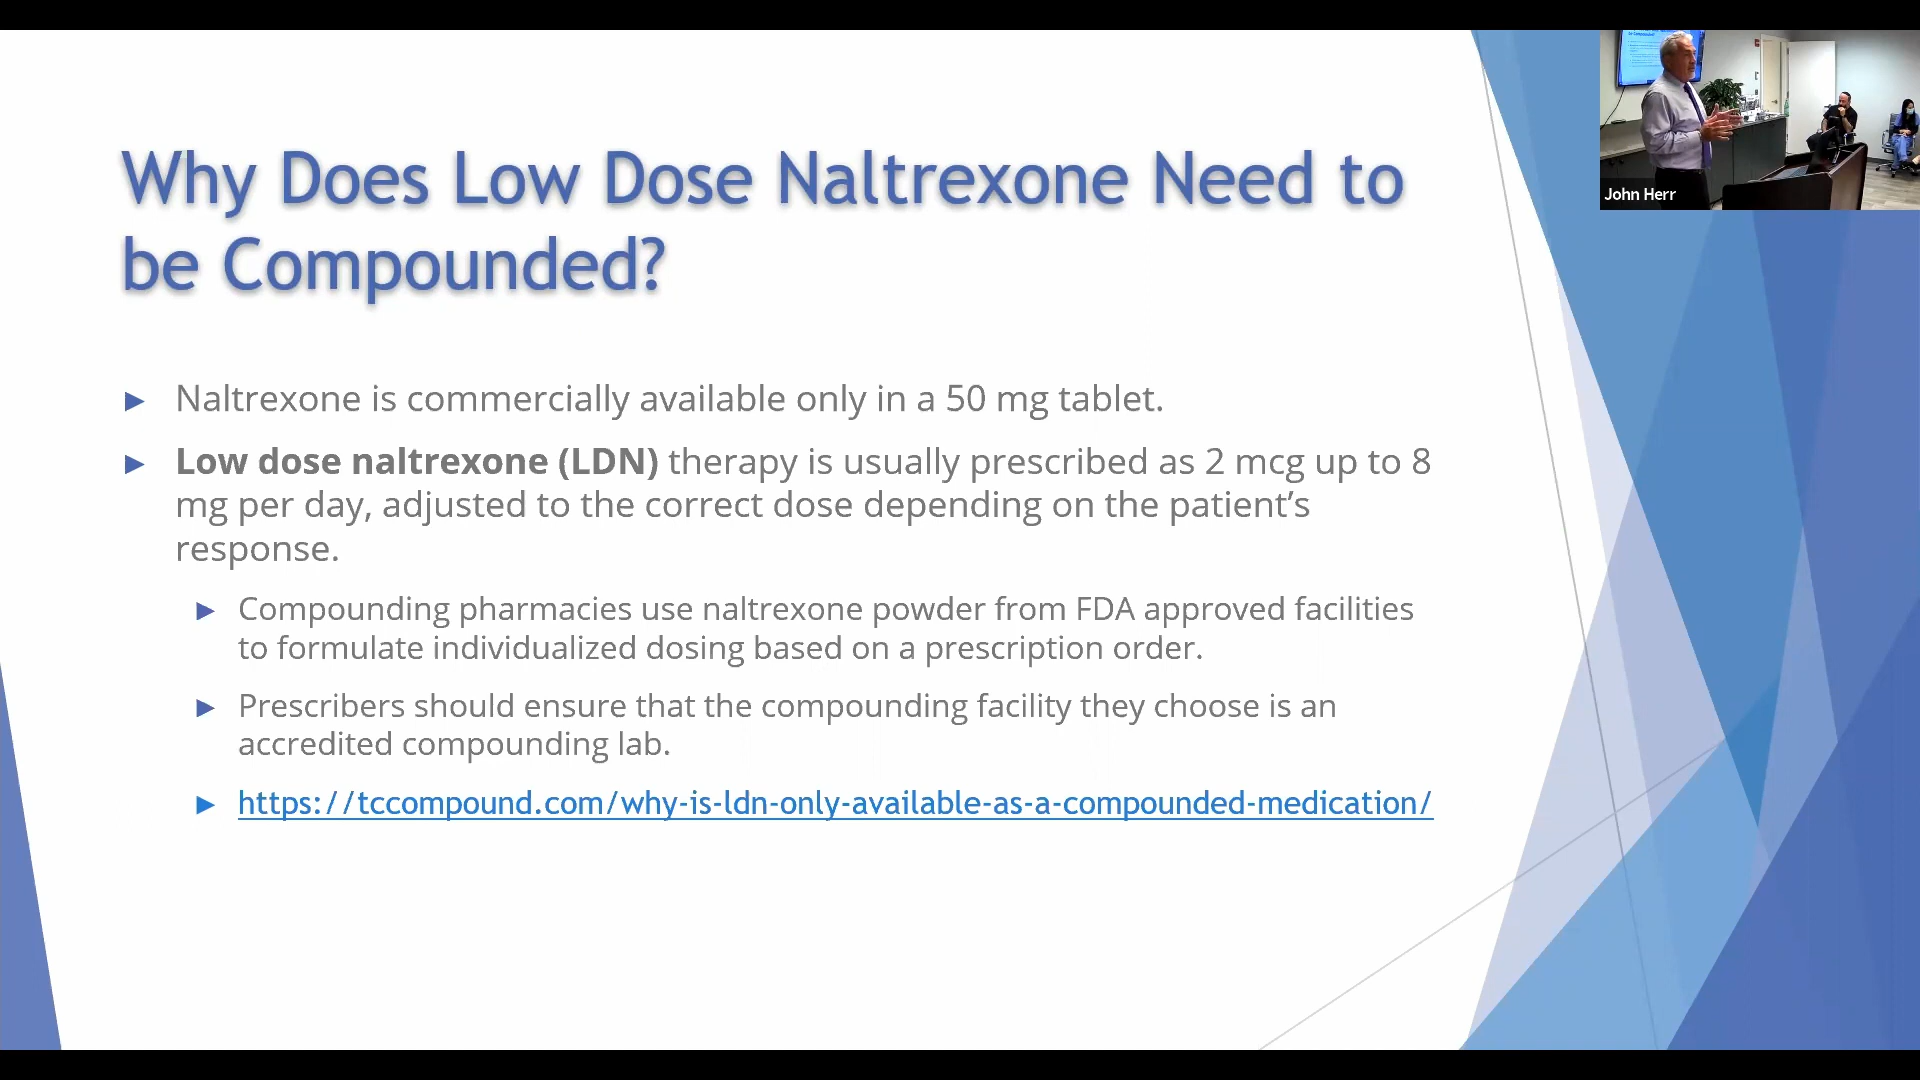 Why Does Low Dose Naltrexone Need to
be Compounded?
Naltrexone is commercially available only in a 50 mg tablet.
Low dose naltrexone (LDN) therapy is usually prescribed as 2 mcg up to 8
mg per day, adjusted to the correct dose depending on the patient’s
response.
Compounding pharmacies use naltrexone powder from FDA approved facilities
to formulate individualized dosing based on a prescription order.
Prescribers should ensure that the compounding facility they choose is an
accredited compounding lab.
https://tccompound.com/why-is-ldn-only-available-as-a-compounded-medication/
John Herr